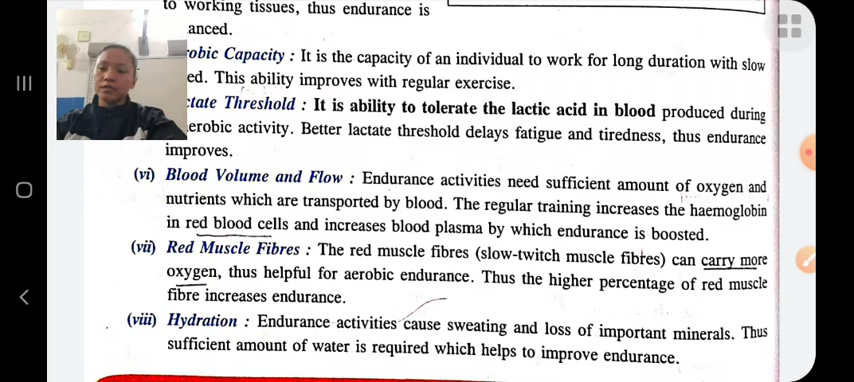 to working tissues, thus endurance is
anced.
obic Capacity : It is the capacity of an individual to work for long duration with slow
ed. This ability improves with regular exercise.
tate Threshold : It is ability to tolerate the lactic acid in blood produced during
erobic activity. Better lactate threshold delays fatigue and tiredness, thus endurance
improves.
(vi) Blood Volume and Flow : Endurance activities need sufficient amount of oxygen and
nutrients which are transported by blood. The regular training increases the haemoglobin
in red blood cells and increases blood plasma by which endurance is boosted.
(vii) Red Muscle Fibres : The red muscle fibres (slow-twitch muscle fibres) can carry more
oxygen, thus helpful for aerobic endurance. Thus the higher percentage of red muscle
fibre increases endurance.
(viii) Hydration : Endurance activities cause sweating and loss of important minerals. Thus
sufficient amount of water is required which helps to improve endurance.